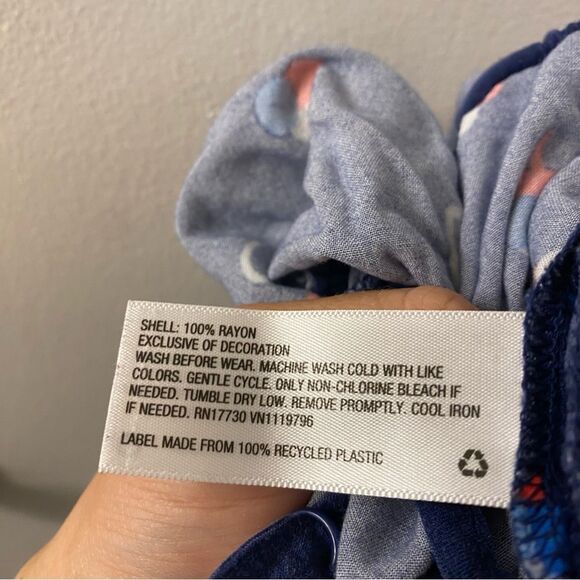 SHELL: 100% RAYON
EXCLUSIVE OF DECORATION
WASH BEFORE WEAR. MACHINE WASH COLD WITH LIKE
COLORS. GENTLE CYCLE. ONLY NON-CHLORINE BLEACH IF
NEEDED. TUMBLE DRY LOW. REMOVE PROMPTLY. COOL IRON
IF NEEDED. RN17730 VN1119796
LABEL MADE FROM 100% RECYCLED PLASTIC